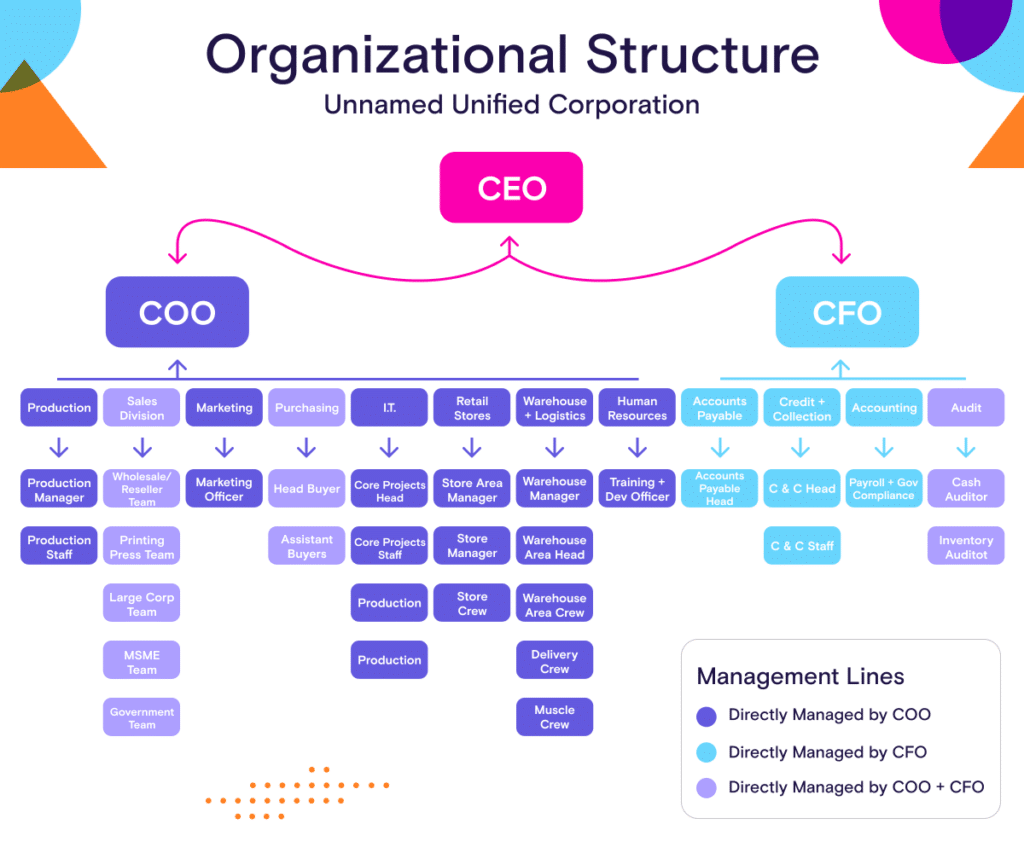 Organizational Structure
Unnamed Unified Corporation
CEO
COO
CFO
Production
Sales
Division
Marketing
Purchasing
I.T.
Retail
Stores
Warehouse
+ Logistics
Human
Resources
Accounts
Payable
Credit +
Collection
Accounting
Audit
Production
Manager
Wholesale/
Reseller
Team
Marketing
Officer
Head Buyer
Core Projects
Head
Store Area
Manager
Warehouse
Manager
Training +
Dev Officer
Accounts
Payable
Head
C & C Head
Payroll + Gov
Compliance
Cash
Auditor
Production
Staff
Printing
Press Team
Assistant
Buyers
Core Projects
Staff
Store
Manager
Warehouse
Area Head
C & C Staff
Inventory
Auditot
Large Corp
Team
Production
Store
Crew
Warehouse
Area Crew
MSME
Team
Production
Delivery
Crew
Government
Team
Muscle
Crew
Management Lines
Directly Managed by COO
Directly Managed by CFO
Directly Managed by COO + CFO